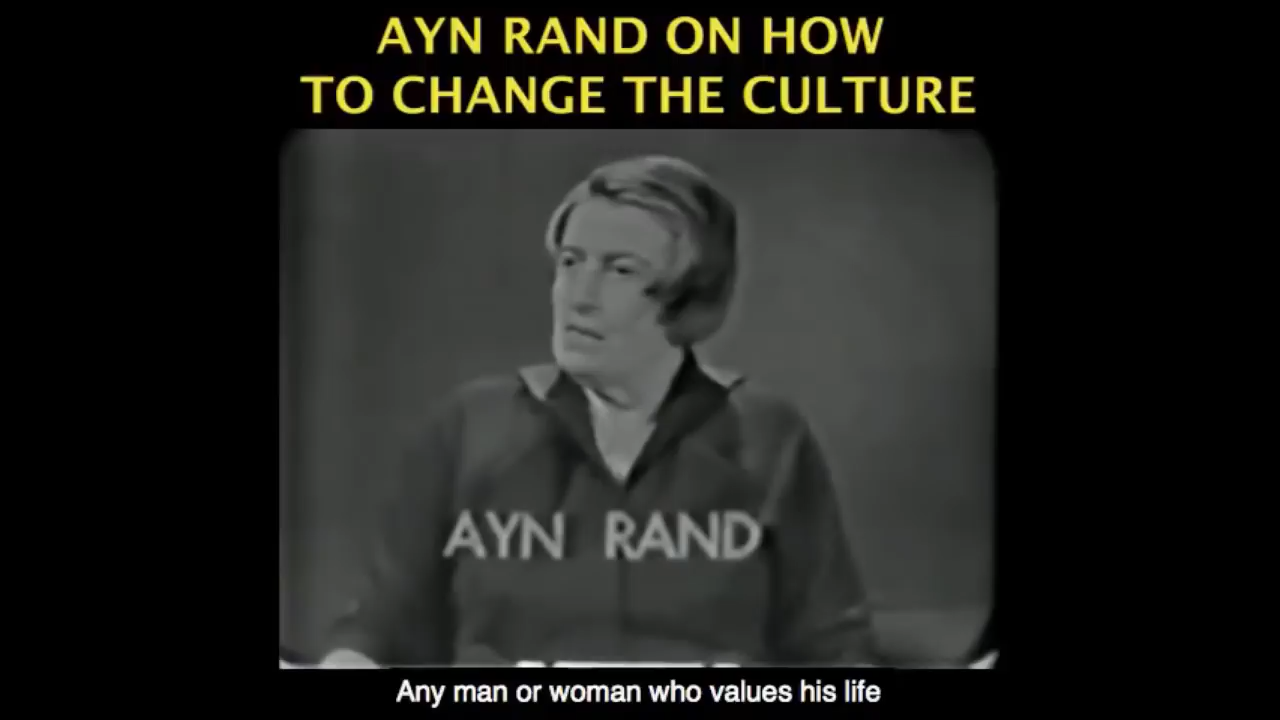 AYN RAND ON HOW
TO CHANGE THE CULTURE
AYN RAND
Any man or woman who values his life